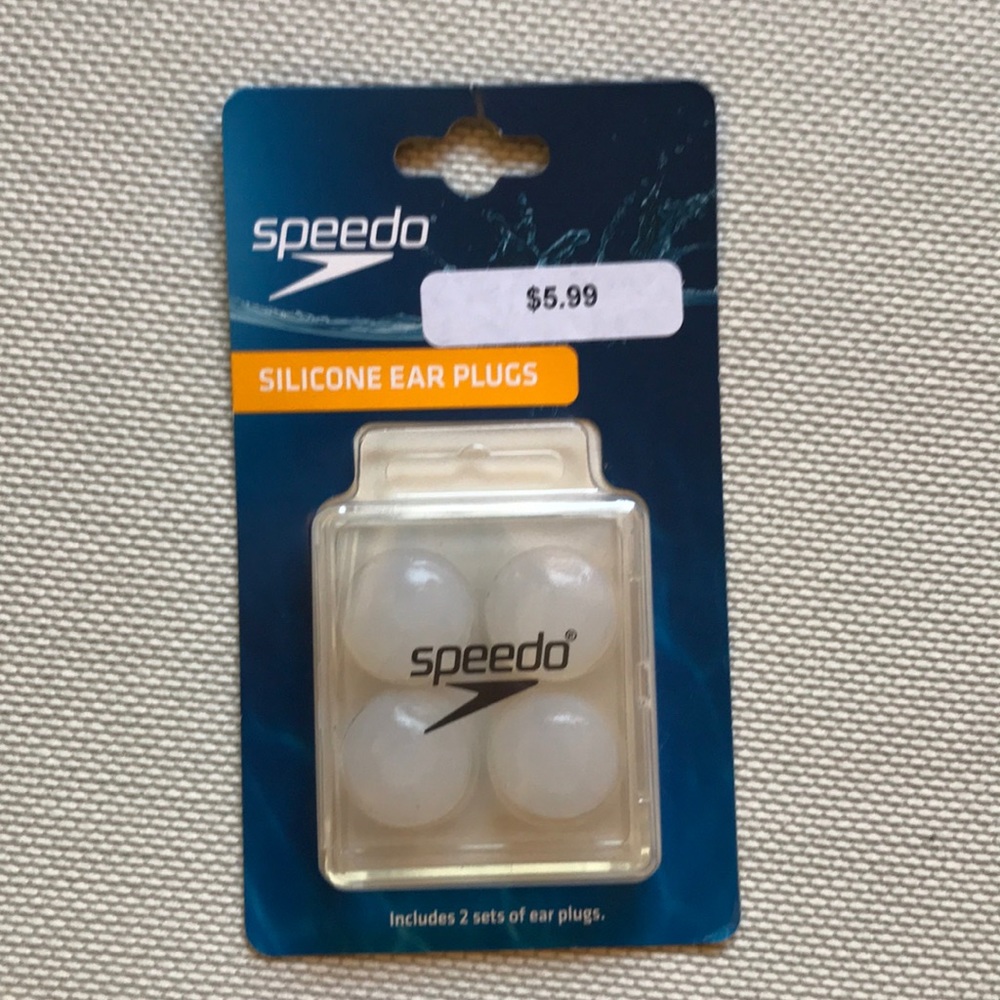 speedo
$5.99
SILICONE EAR PLUGS
speedo®
Includes 2 sets of ear plugs.